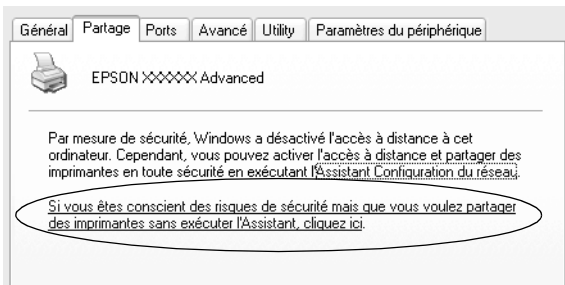 Général Partage Ports Avancé Utility Paramètres du périphérique
EPSON XXXXXX Advanced
Par mesure de sécurité, Windows a désactivé l'accès à distance à cet
ordinateur. Cependant, vous pouvez activer l'accès à distance et partager des
imprimantes en toute sécurité en exécutant l'Assistant Configuration du réseau.
Si vous êtes conscient des risques de sécurité mais que vous voulez partager
des imprimantes sans exécuter l'Assistant, cliquez ici.